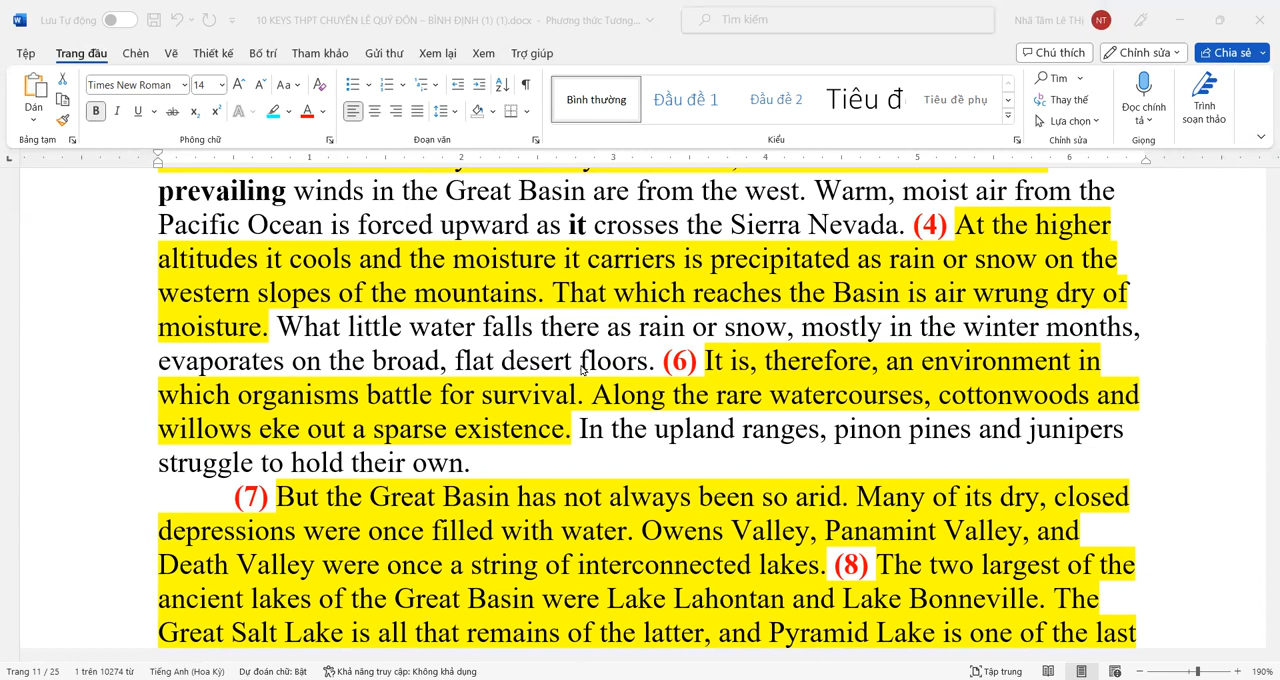 Lưu Tự động
10 KEYS THPT CHUYÊN LÊ QUÝ ĐÔN – BÌNH ĐỊNH (1) (1).docx - Phương thức Tương...
Tìm kiếm
Nhã Tâm Lê THị
NT
Tệp Trang đầu Chèn Vẽ Thiết kế Bố trí Tham khảo Gửi thư Xem lại Xem Trợ giúp
Chú thích Chỉnh sửa Chia sẻ
Dán
Times New Roman 14
Bình thường Đầu đề 1 Đầu đề 2 Tiêu đ Tiêu đề phụ
Tìm
Thay thế
Lựa chọn
Đọc chính tả
Trình soạn thảo
Bảng tạm Phông chữ Đoạn văn Kiểu Chỉnh sửa Giọng
1 2 3 4 5 6
prevailing winds in the Great Basin are from the west. Warm, moist air from the
Pacific Ocean is forced upward as it crosses the Sierra Nevada. (4) At the higher
altitudes it cools and the moisture it carriers is precipitated as rain or snow on the
western slopes of the mountains. That which reaches the Basin is air wrung dry of
moisture. What little water falls there as rain or snow, mostly in the winter months,
evaporates on the broad, flat desert floors. (6) It is, therefore, an environment in
which organisms battle for survival. Along the rare watercourses, cottonwoods and
willows eke out a sparse existence. In the upland ranges, pinon pines and junipers
struggle to hold their own.
(7) But the Great Basin has not always been so arid. Many of its dry, closed
depressions were once filled with water. Owens Valley, Panamint Valley, and
Death Valley were once a string of interconnected lakes. (8) The two largest of the
ancient lakes of the Great Basin were Lake Lahontan and Lake Bonneville. The
Great Salt Lake is all that remains of the latter, and Pyramid Lake is one of the last
Trang 11 / 25 1 trên 10274 từ Tiếng Anh (Hoa Kỳ) Dự đoán chữ: Bật Khả năng truy cập: Không khả dụng Tập trung 190%